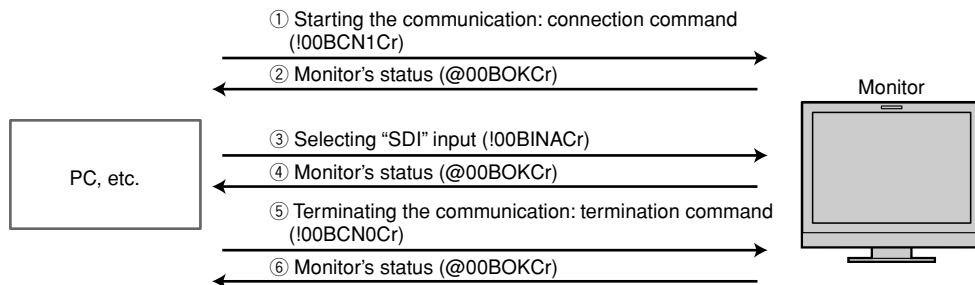 ① Starting the communication: connection command
(!00BCN1Cr)
② Monitor's status (@00BOKCr)
Monitor
③ Selecting “SDI” input (!00BINACr)
PC, etc.
④ Monitor's status (@00BOKCr)
⑤ Terminating the communication: termination command
(!00BCN0Cr)
⑥ Monitor's status (@00BOKCr)